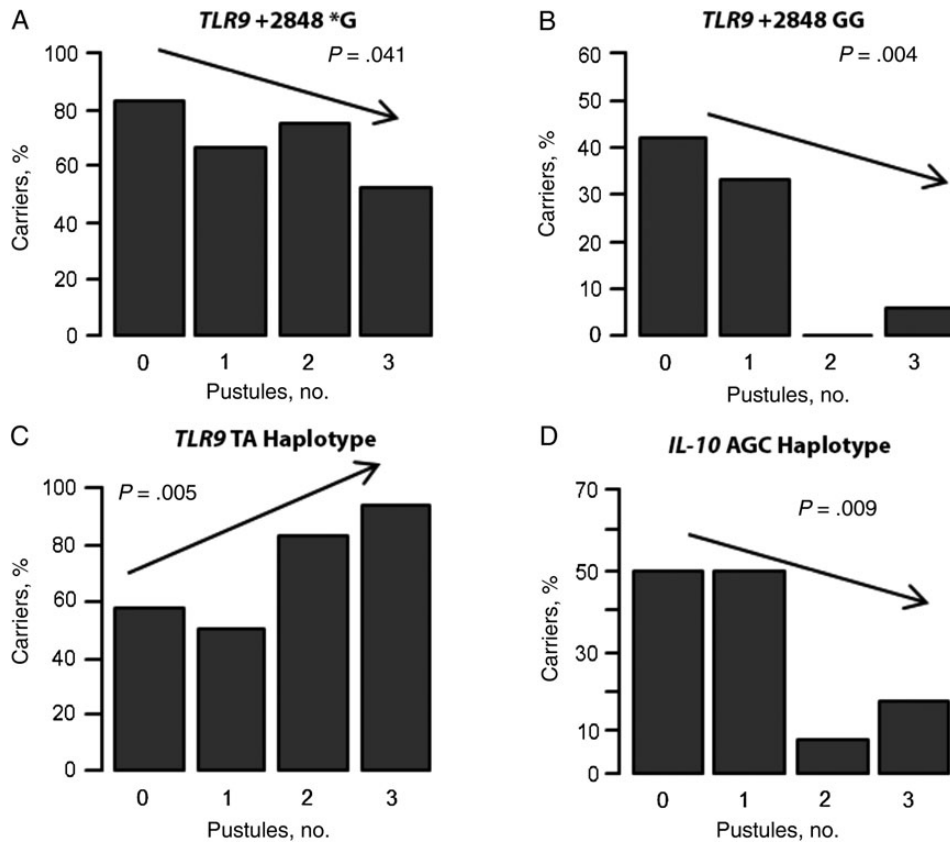 A
TLR9 +2848 *G
P = .041
100
80
60
40
20
0
Carriers, %
0 1 2 3
Pustules, no.
B
TLR9 +2848 GG
P = .004
60
50
40
30
20
10
0
Carriers, %
0 1 2 3
Pustules, no.
C
TLR9 TA Haplotype
P = .005
100
80
60
40
20
0
Carriers, %
0 1 2 3
Pustules, no.
D
IL-10 AGC Haplotype
P = .009
70
50
30
10
0
Carriers, %
0 1 2 3
Pustules, no.